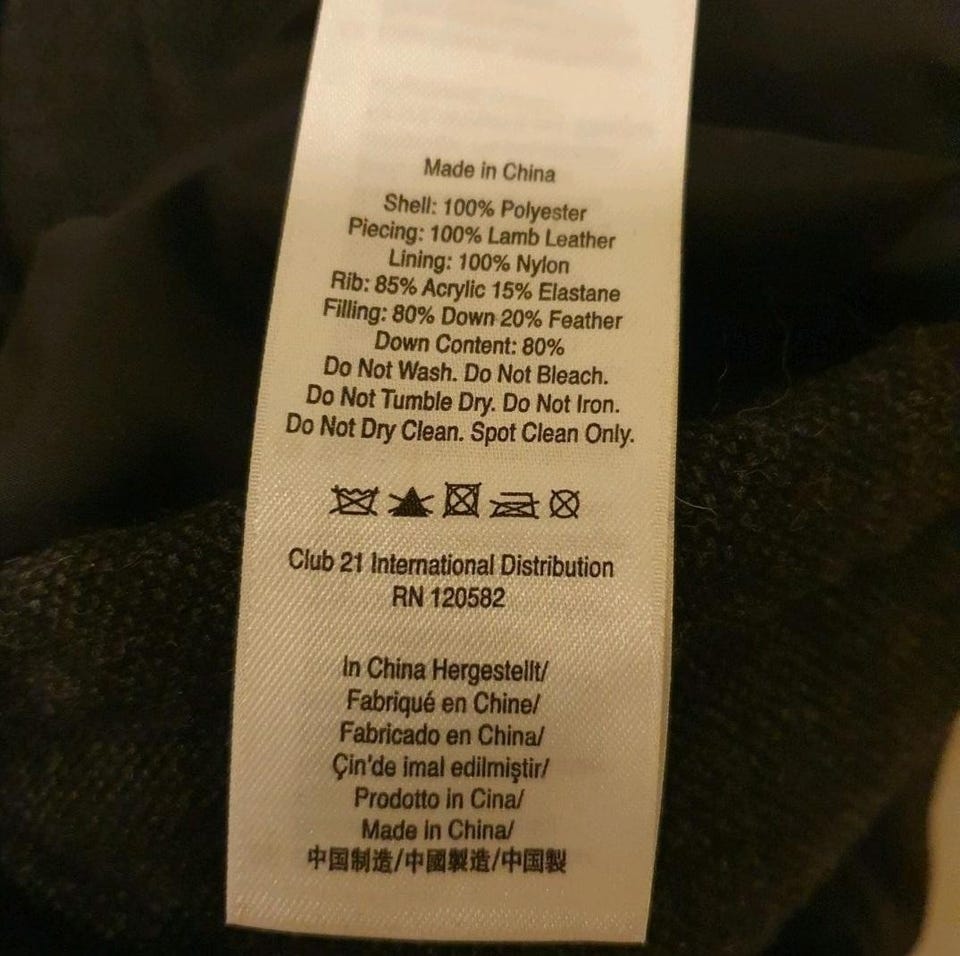 Made in China
Shell: 100% Polyester
Piecing: 100% Lamb Leather
Lining: 100% Nylon
Rib: 85% Acrylic 15% Elastane
Filling: 80% Down 20% Feather
Down Content: 80%
Do Not Wash. Do Not Bleach.
Do Not Tumble Dry. Do Not Iron.
Do Not Dry Clean. Spot Clean Only.
Club 21 International Distribution
RN 120582
In China Hergestellt/
Fabriqué en Chine/
Fabricado en China/
Çin'de imal edilmiştir/
Prodotto in Cina/
Made in China/
中国制造/中國製造/中国製